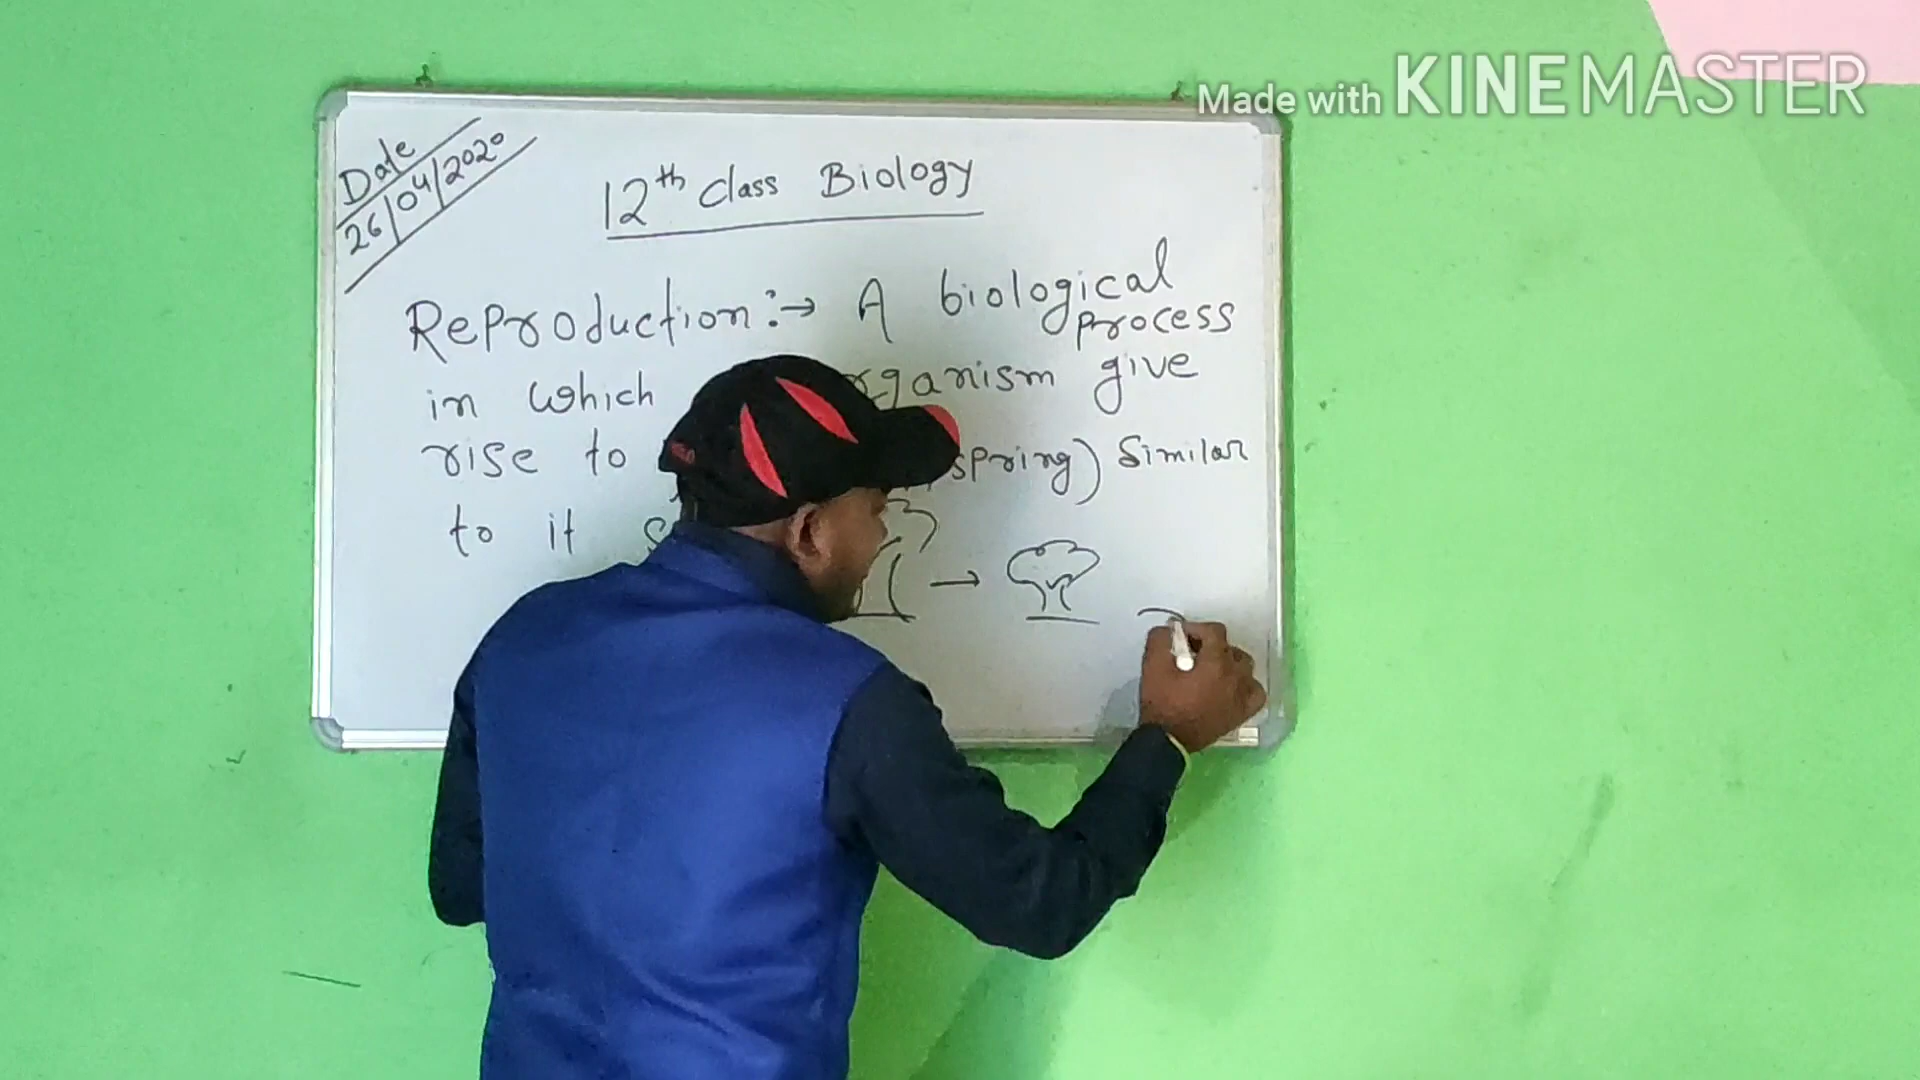 Made with KINEMASTER
Date
26/04/2020
12th Class Biology
Reproduction:→ A biological
process
in which organism give
rise to spring) Similar
to it